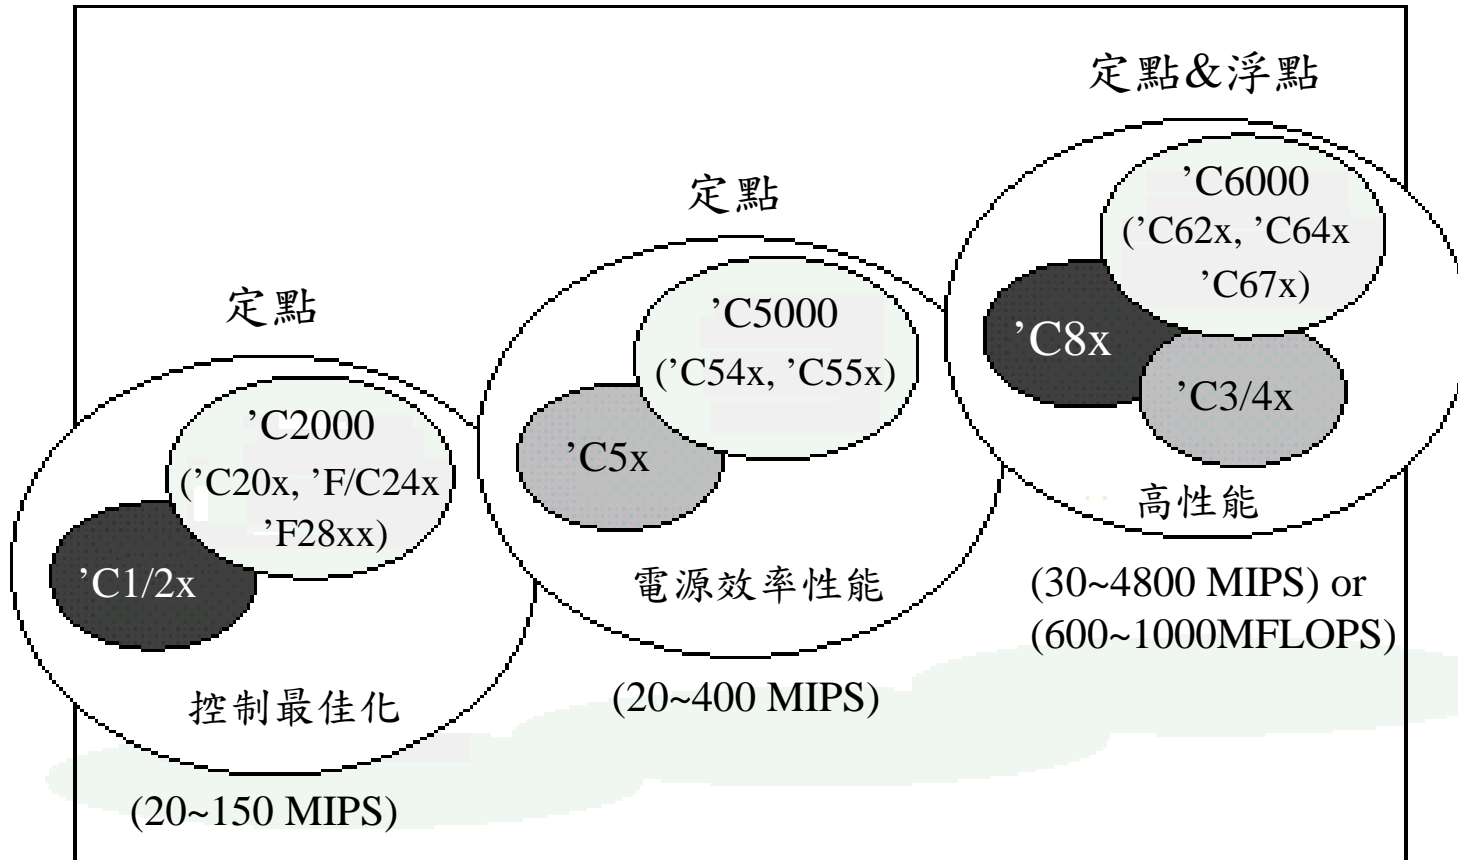 定點
’C2000
(’C20x, ’F/C24x
’F28xx)
’C1/2x
控制最佳化
(20~150 MIPS)
定點
’C5000
(’C54x, ’C55x)
’C5x
電源效率性能
(20~400 MIPS)
定點&浮點
’C6000
(’C62x, ’C64x
’C67x)
’C8x
’C3/4x
高性能
(30~4800 MIPS) or
(600~1000MFLOPS)